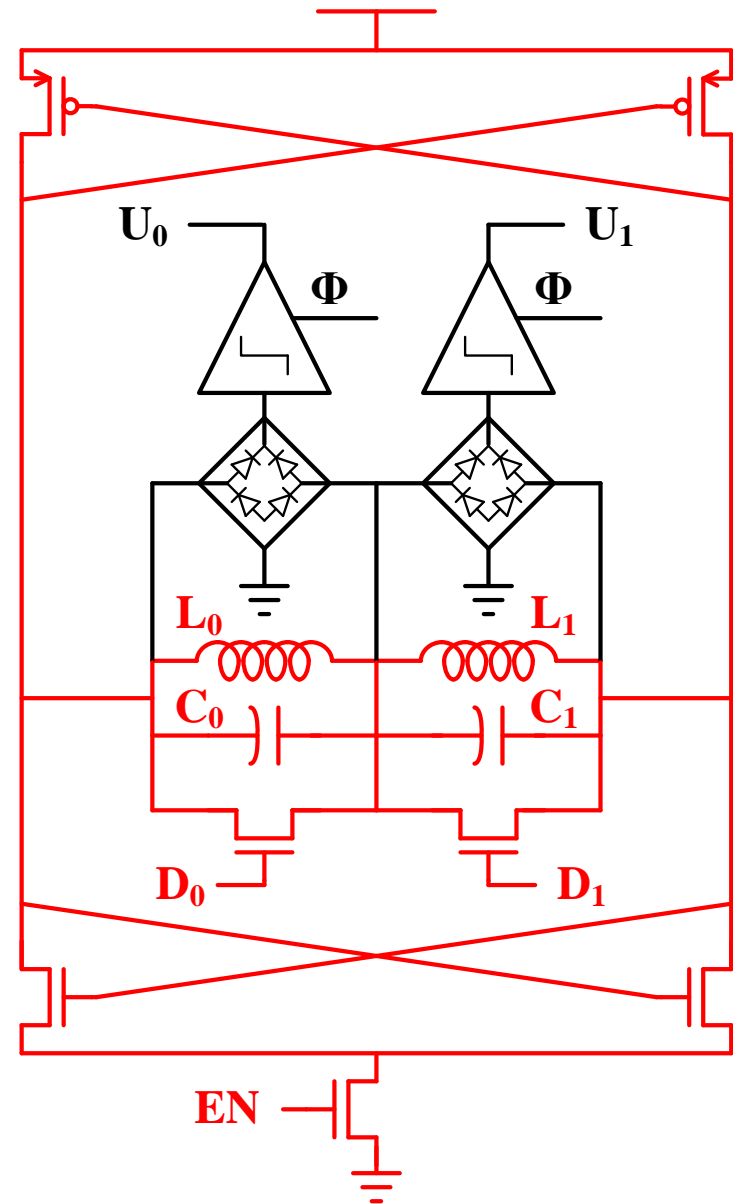 U₀ U₁
Φ Φ
L₀ L₁
C₀ C₁
D₀ D₁
EN